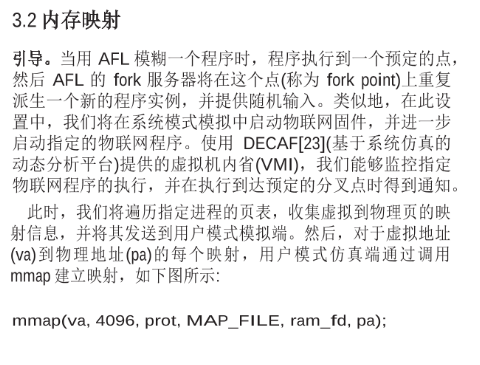 3.2 内存映射
引导。当用 AFL 模糊一个程序时，程序执行到一个预定的点，
然后 AFL 的 fork 服务器将在这个点(称为 fork point)上重复
派生一个新的程序实例，并提供随机输入。类似地，在此设
置中，我们将在系统模式模拟中启动物联网固件，并进一步
启动指定的物联网程序。使用 DECAF[23](基于系统仿真的
动态分析平台)提供的虚拟机内省(VMI)，我们能够监控指定
物联网程序的执行，并在执行到达预定的分叉点时得到通知。
此时，我们将遍历指定进程的页表，收集虚拟到物理页的映
射信息，并将其发送到用户模式模拟端。然后，对于虚拟地址
(va)到物理地址(pa)的每个映射，用户模式仿真端通过调用
mmap 建立映射，如下图所示:
mmap(va, 4096, prot, MAP_FILE, ram_fd, pa);